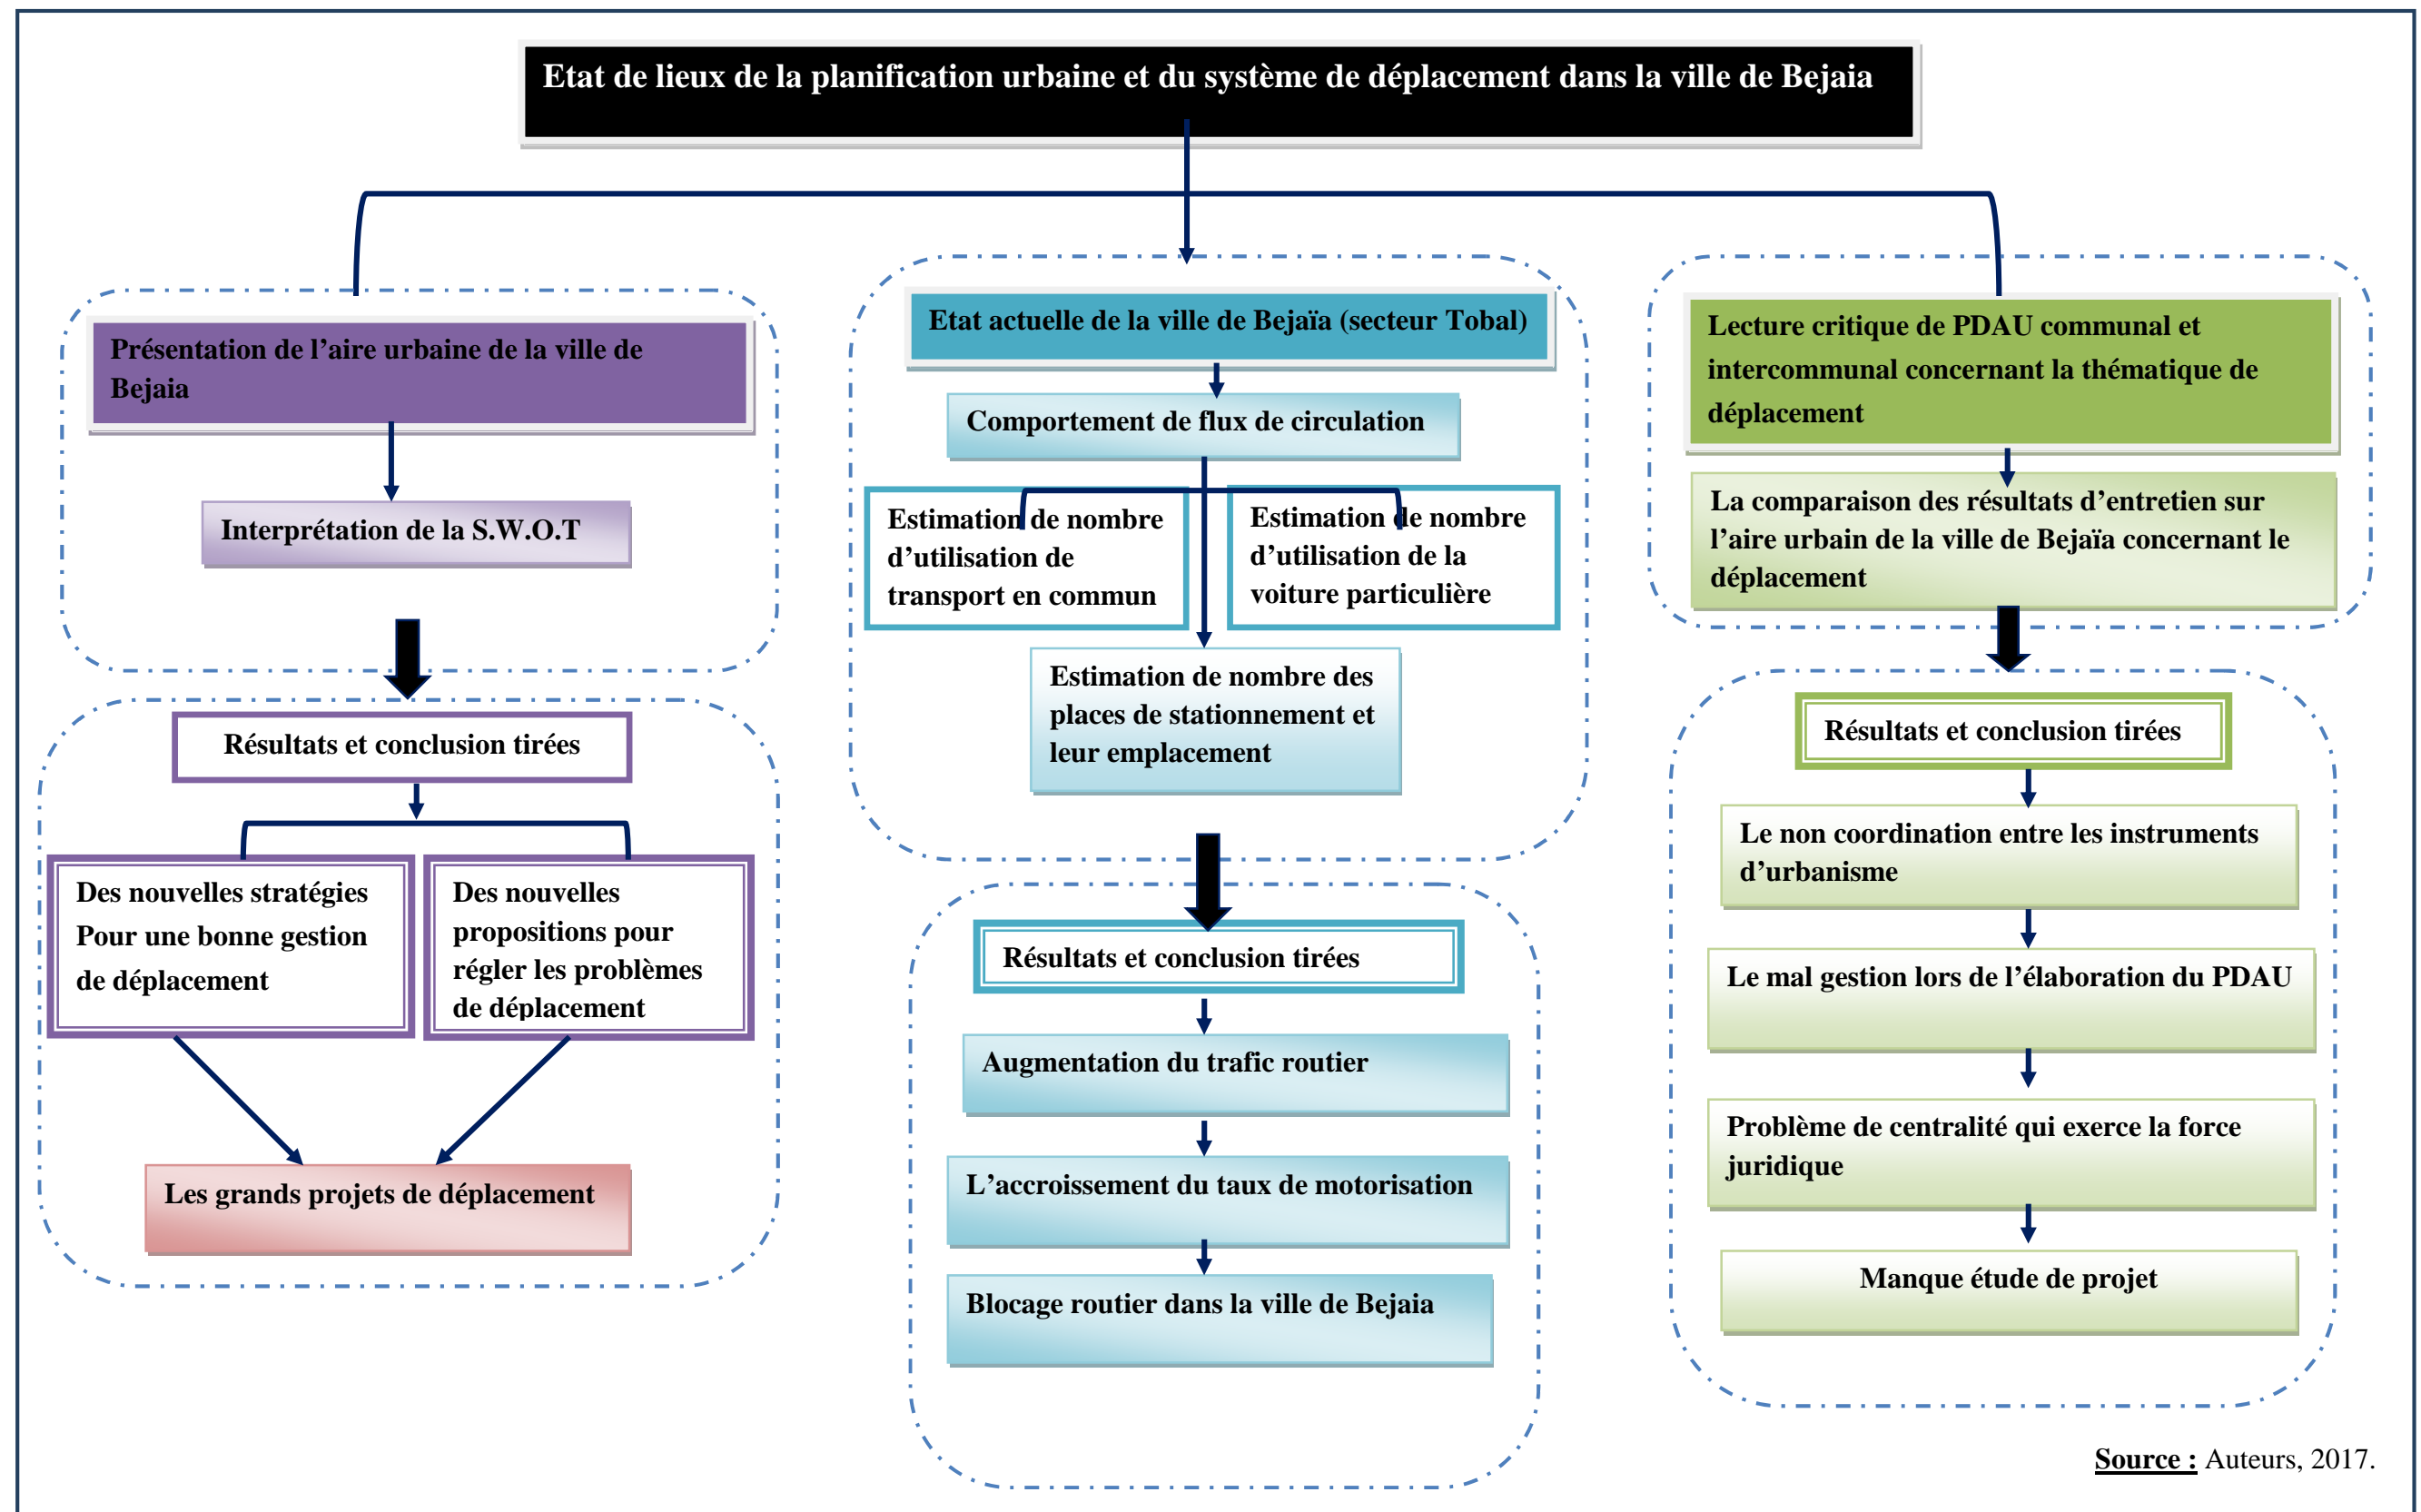 Etat de lieux de la planification urbaine et du système de déplacement dans la ville de Bejaia
Présentation de l’aire urbaine de la ville de
Bejaia
Interprétation de la S.W.O.T
Résultats et conclusion tirées
Des nouvelles stratégies
Pour une bonne gestion
de déplacement
Des nouvelles
propositions pour
régler les problèmes
de déplacement
Les grands projets de déplacement
Etat actuelle de la ville de Bejaïa (secteur Tobal)
Comportement de flux de circulation
Estimation de nombre
d’utilisation de
transport en commun
Estimation de nombre
d’utilisation de la
voiture particulière
Estimation de nombre des
places de stationnement et
leur emplacement
Résultats et conclusion tirées
Augmentation du trafic routier
L’accroissement du taux de motorisation
Blocage routier dans la ville de Bejaia
Lecture critique de PDAU communal et
intercommunal concernant la thématique de
déplacement
La comparaison des résultats d’entretien sur
l’aire urbain de la ville de Bejaïa concernant le
déplacement
Résultats et conclusion tirées
Le non coordination entre les instruments
d’urbanisme
Le mal gestion lors de l’élaboration du PDAU
Problème de centralité qui exerce la force
juridique
Manque étude de projet
Source : Auteurs, 2017.